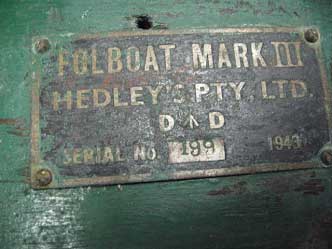 FOLBOAT MARK III
HEDLEY'S PTY. LTD.
D ↑ D
SERIAL No. 199 1943